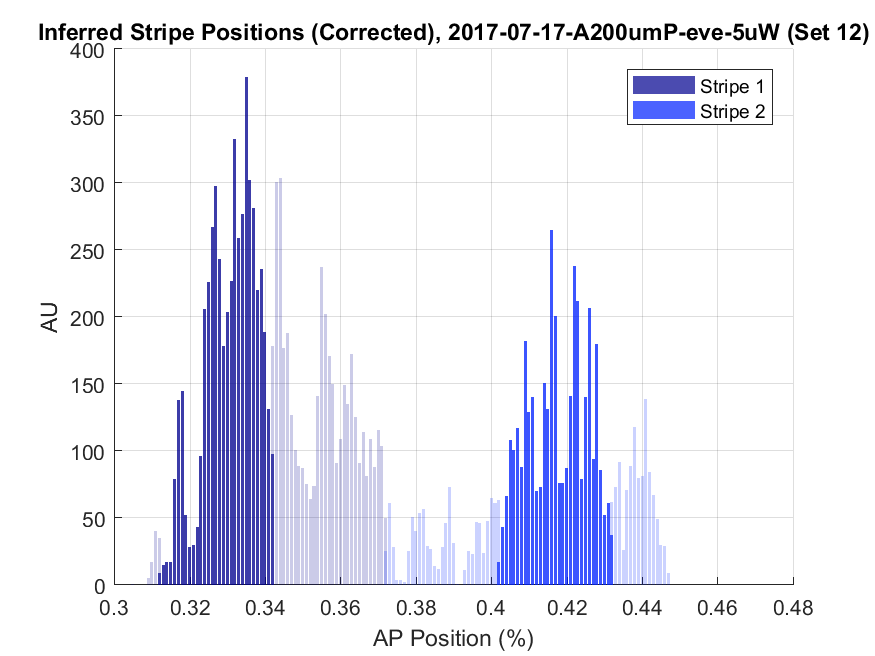 Inferred Stripe Positions (Corrected), 2017-07-17-A200umP-eve-5uW (Set 12)
400
350
300
250
200
150
100
50
0
AU
Stripe 1
Stripe 2
0.3 0.32 0.34 0.36 0.38 0.4 0.42 0.44 0.46 0.48
AP Position (%)